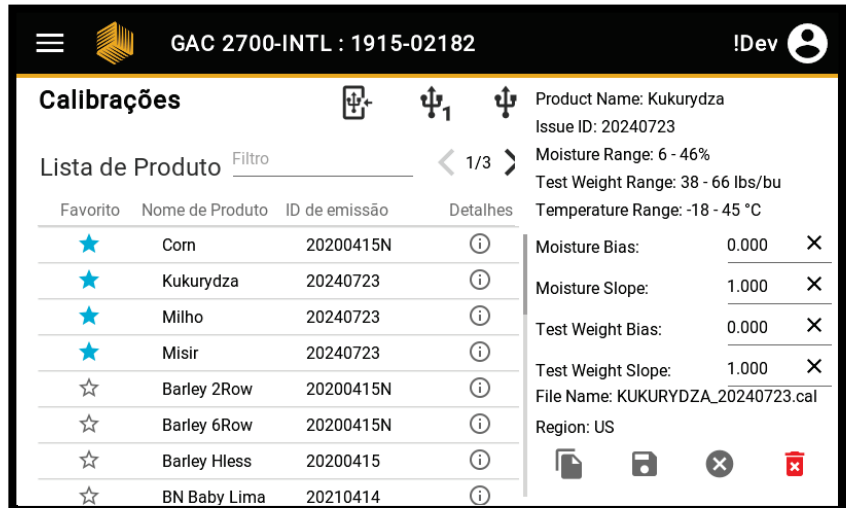 GAC 2700-INTL : 1915-02182
!Dev
Calibrações
1
Lista de Produto
Filtro
1/3
Favorito Nome de Produto ID de emissão Detalhes
Corn 20200415N
Kukurydza 20240723
Milho 20240723
Misir 20240723
Barley 2Row 20200415N
Barley 6Row 20200415N
Barley Hless 20200415
BN Baby Lima 20210414
Product Name: Kukurydza
Issue ID: 20240723
Moisture Range: 6 - 46%
Test Weight Range: 38 - 66 lbs/bu
Temperature Range: -18 - 45 °C
Moisture Bias: 0.000
Moisture Slope: 1.000
Test Weight Bias: 0.000
Test Weight Slope: 1.000
File Name: KUKURYDZA_20240723.cal
Region: US